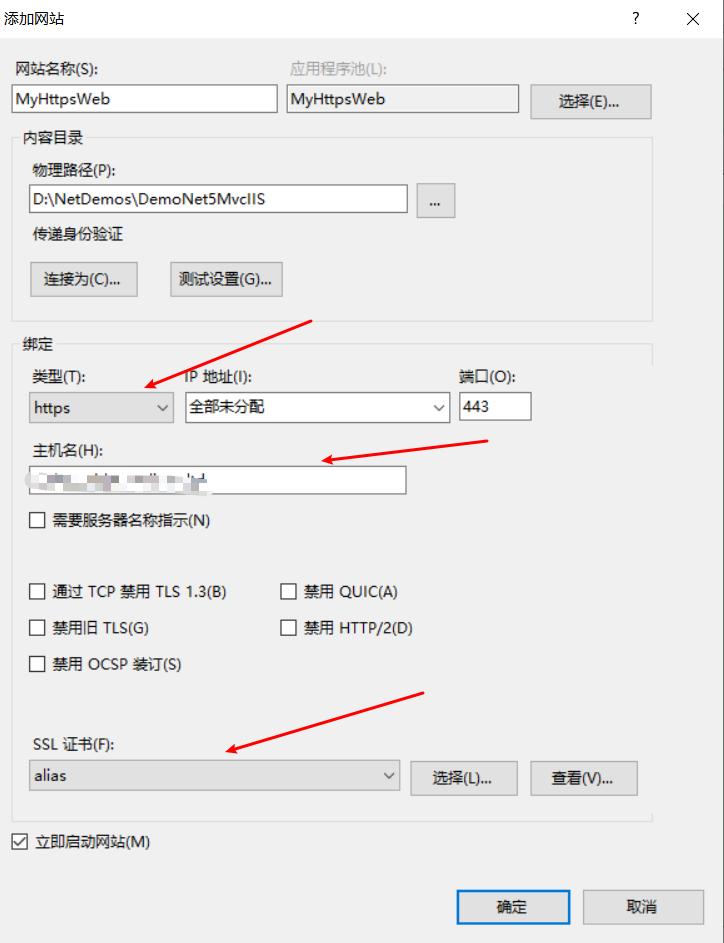 添加网站
?
网站名称(S):
应用程序池(L):
MyHttpsWeb
MyHttpsWeb
选择(E)...
内容目录
物理路径(P):
D:\NetDemos\DemoNet5MvcIIS
...
传递身份验证
连接为(C)...
测试设置(G)...
绑定
类型(T):
IP 地址(I):
端口(O):
https
全部未分配
443
主机名(H):
需要服务器名称指示(N)
通过 TCP 禁用 TLS 1.3(B)
禁用 QUIC(A)
禁用旧 TLS(G)
禁用 HTTP/2(D)
禁用 OCSP 装订(S)
SSL 证书(F):
alias
选择(L)...
查看(V)...
立即启动网站(M)
确定
取消